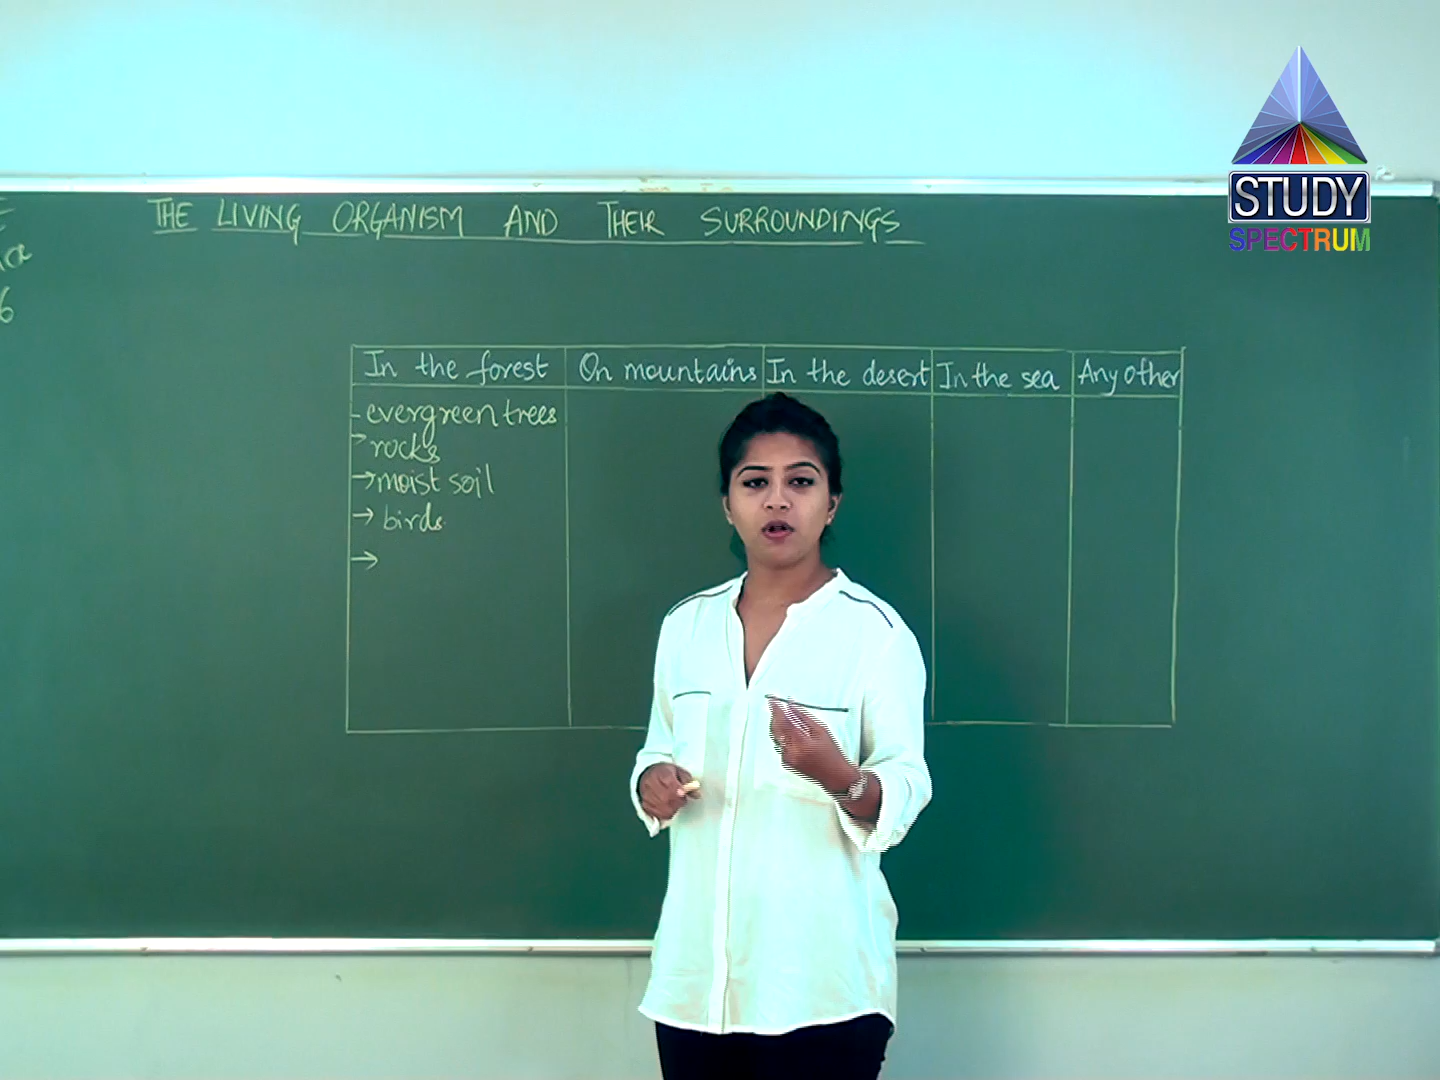 THE LIVING ORGANISM AND THEIR SURROUNDINGS
STUDY
SPECTRUM
6
In the forest
On mountains
In the desert
In the sea
Any other
- evergreen trees
→ rocks
→ moist soil
→ birds
→